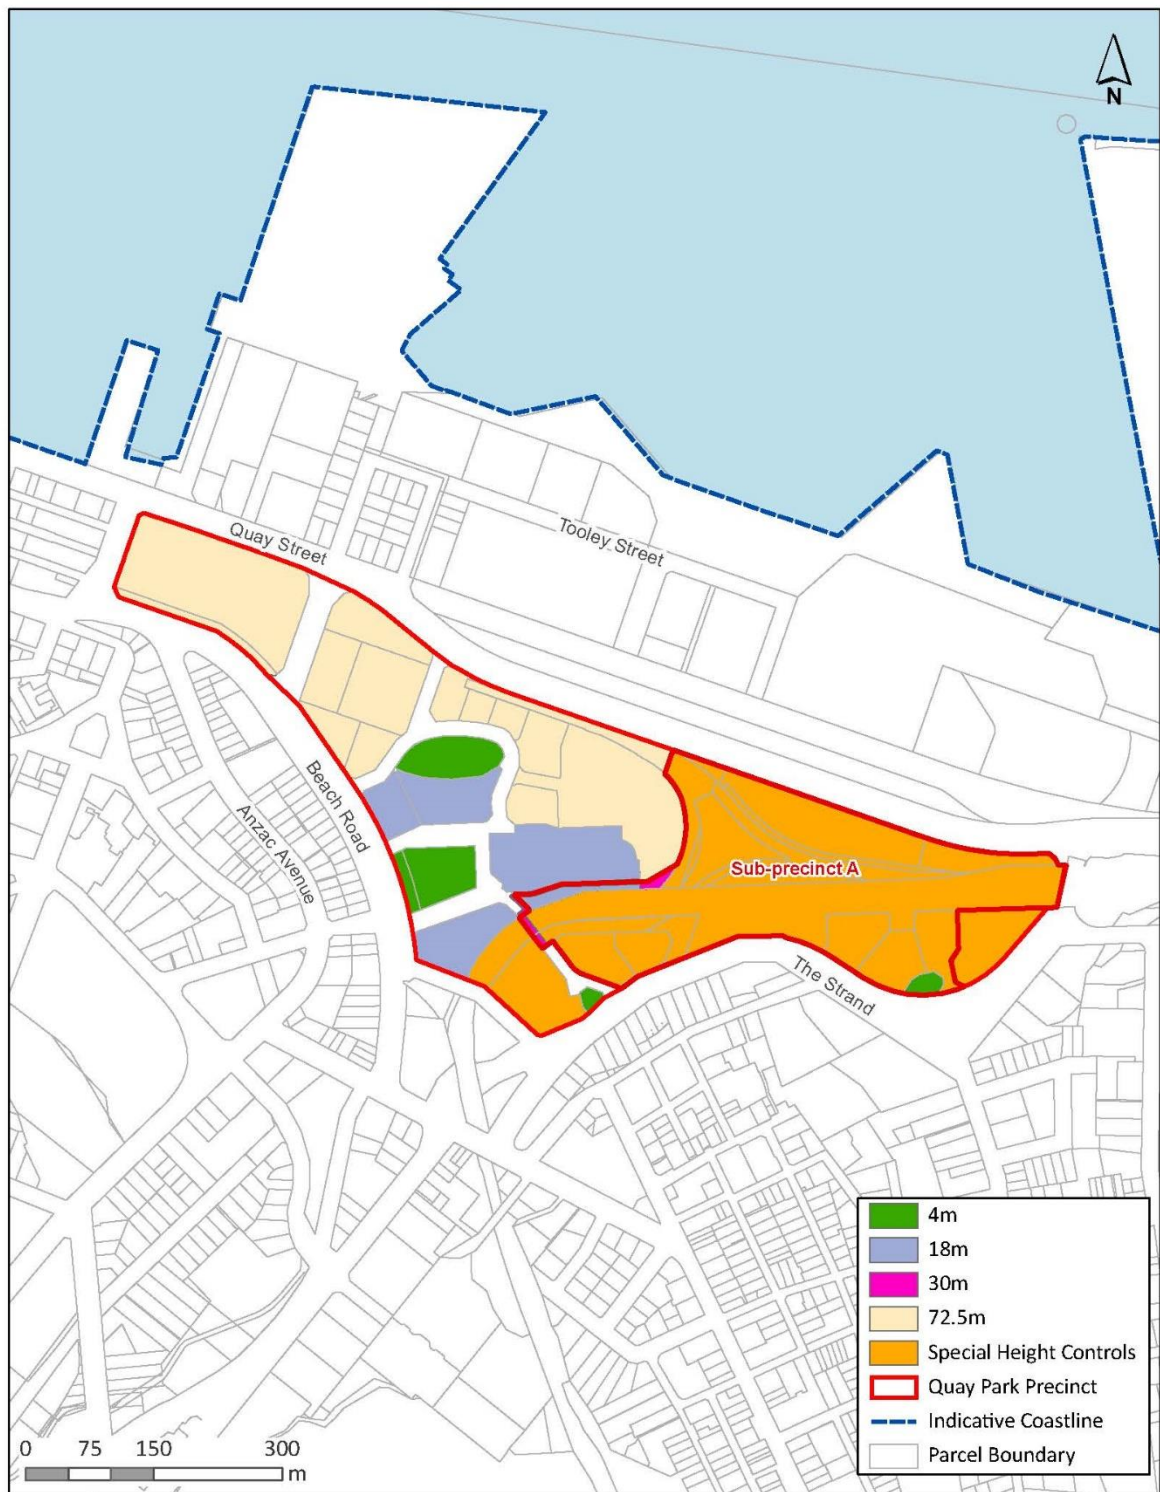 N
Quay Street
Tooley Street
Beach Road
Anzac Avenue
Sub-precinct A
The Strand
4m
18m
30m
72.5m
Special Height Controls
Quay Park Precinct
Indicative Coastline
Parcel Boundary
0 75 150 300
m